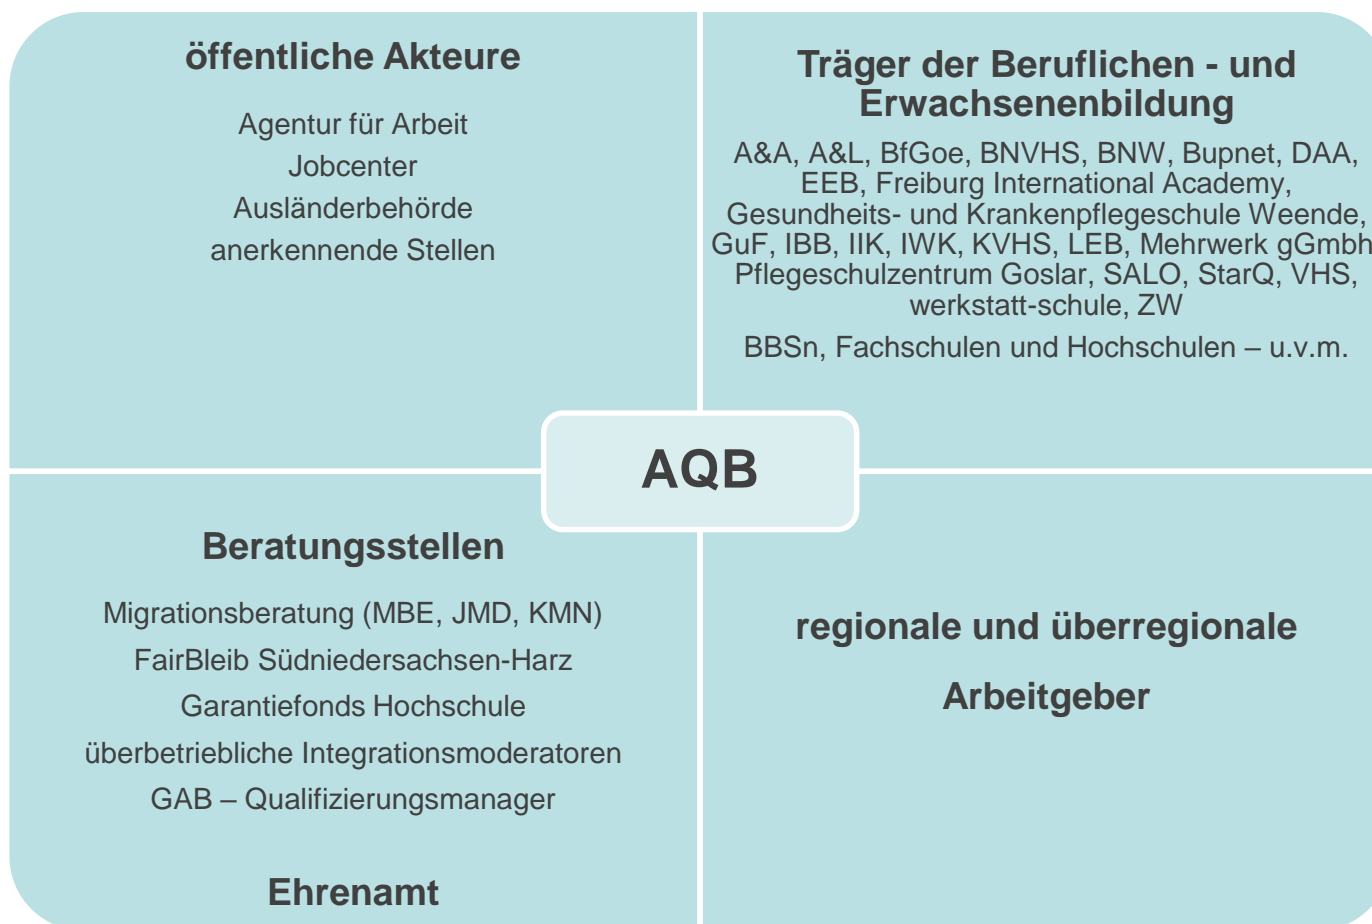 öffentliche Akteure
Agentur für Arbeit
Jobcenter
Ausländerbehörde
anerkennende Stellen
Träger der Beruflichen - und
Erwachsenenbildung
A&A, A&L, BfGoe, BNVHS, BNW, Bupnet, DAA,
EEB, Freiburg International Academy,
Gesundheits- und Krankenpflegeschule Weende,
GuF, IBB, IIK, IWK, KVHS, LEB, Mehrwerk gGmbh
Pflegeschulzentrum Goslar, SALO, StarQ, VHS,
werkstatt-schule, ZW
BBSn, Fachschulen und Hochschulen – u.v.m.
AQB
Beratungsstellen
Migrationsberatung (MBE, JMD, KMN)
FairBleib Südniedersachsen-Harz
Garantiefonds Hochschule
überbetriebliche Integrationsmoderatoren
GAB – Qualifizierungsmanager
Ehrenamt
regionale und überregionale
Arbeitgeber